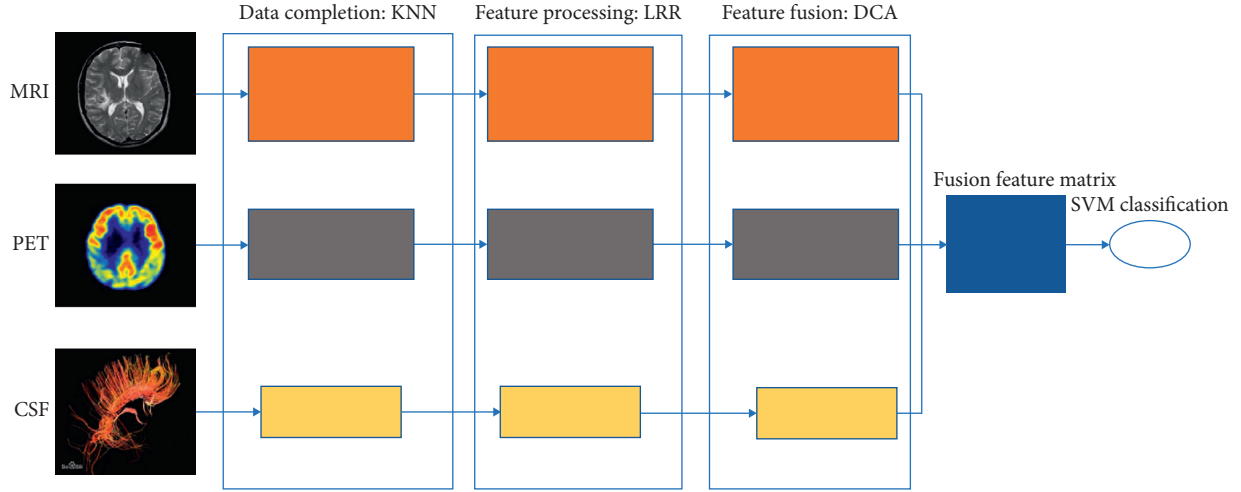 Data completion: KNN
Feature processing: LRR
Feature fusion: DCA
MRI
PET
Fusion feature matrix
SVM classification
CSF